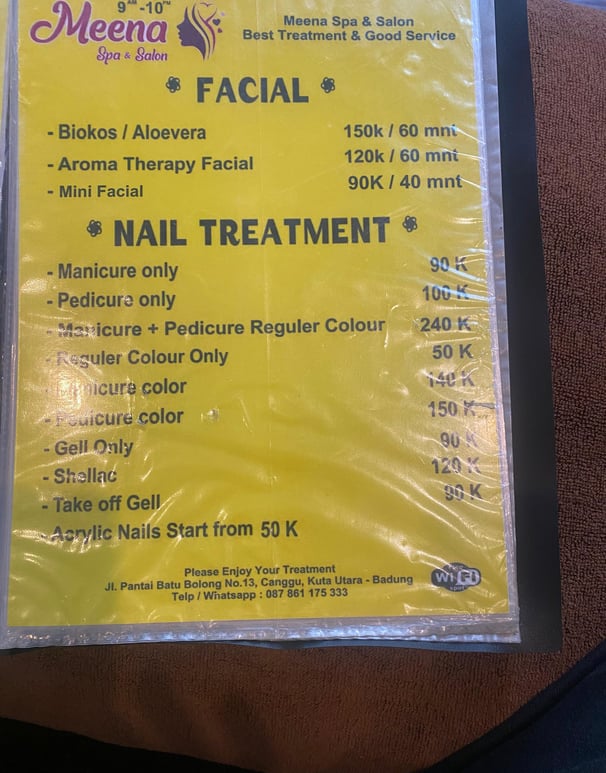 9AM -10PM
Meena
Spa & Salon
Meena Spa & Salon
Best Treatment & Good Service
FACIAL
- Biokos / Aloevera 150k / 60 mnt
- Aroma Therapy Facial 120k / 60 mnt
- Mini Facial 90K / 40 mnt
NAIL TREATMENT
- Manicure only 90 K
- Pedicure only 100 K
- Manicure + Pedicure Reguler Colour 240 K
- Reguler Colour Only 50 K
- Manicure color 140 K
- Pedicure color 150 K
- Gell Only 90 K
- Shellac 120 K
- Take off Gell 90 K
- Acrylic Nails Start from 50 K
Please Enjoy Your Treatment
Jl. Pantai Batu Bolong No.13, Canggu, Kuta Utara - Badung
Telp / Whatsapp : 087 861 175 333
Wi Fi